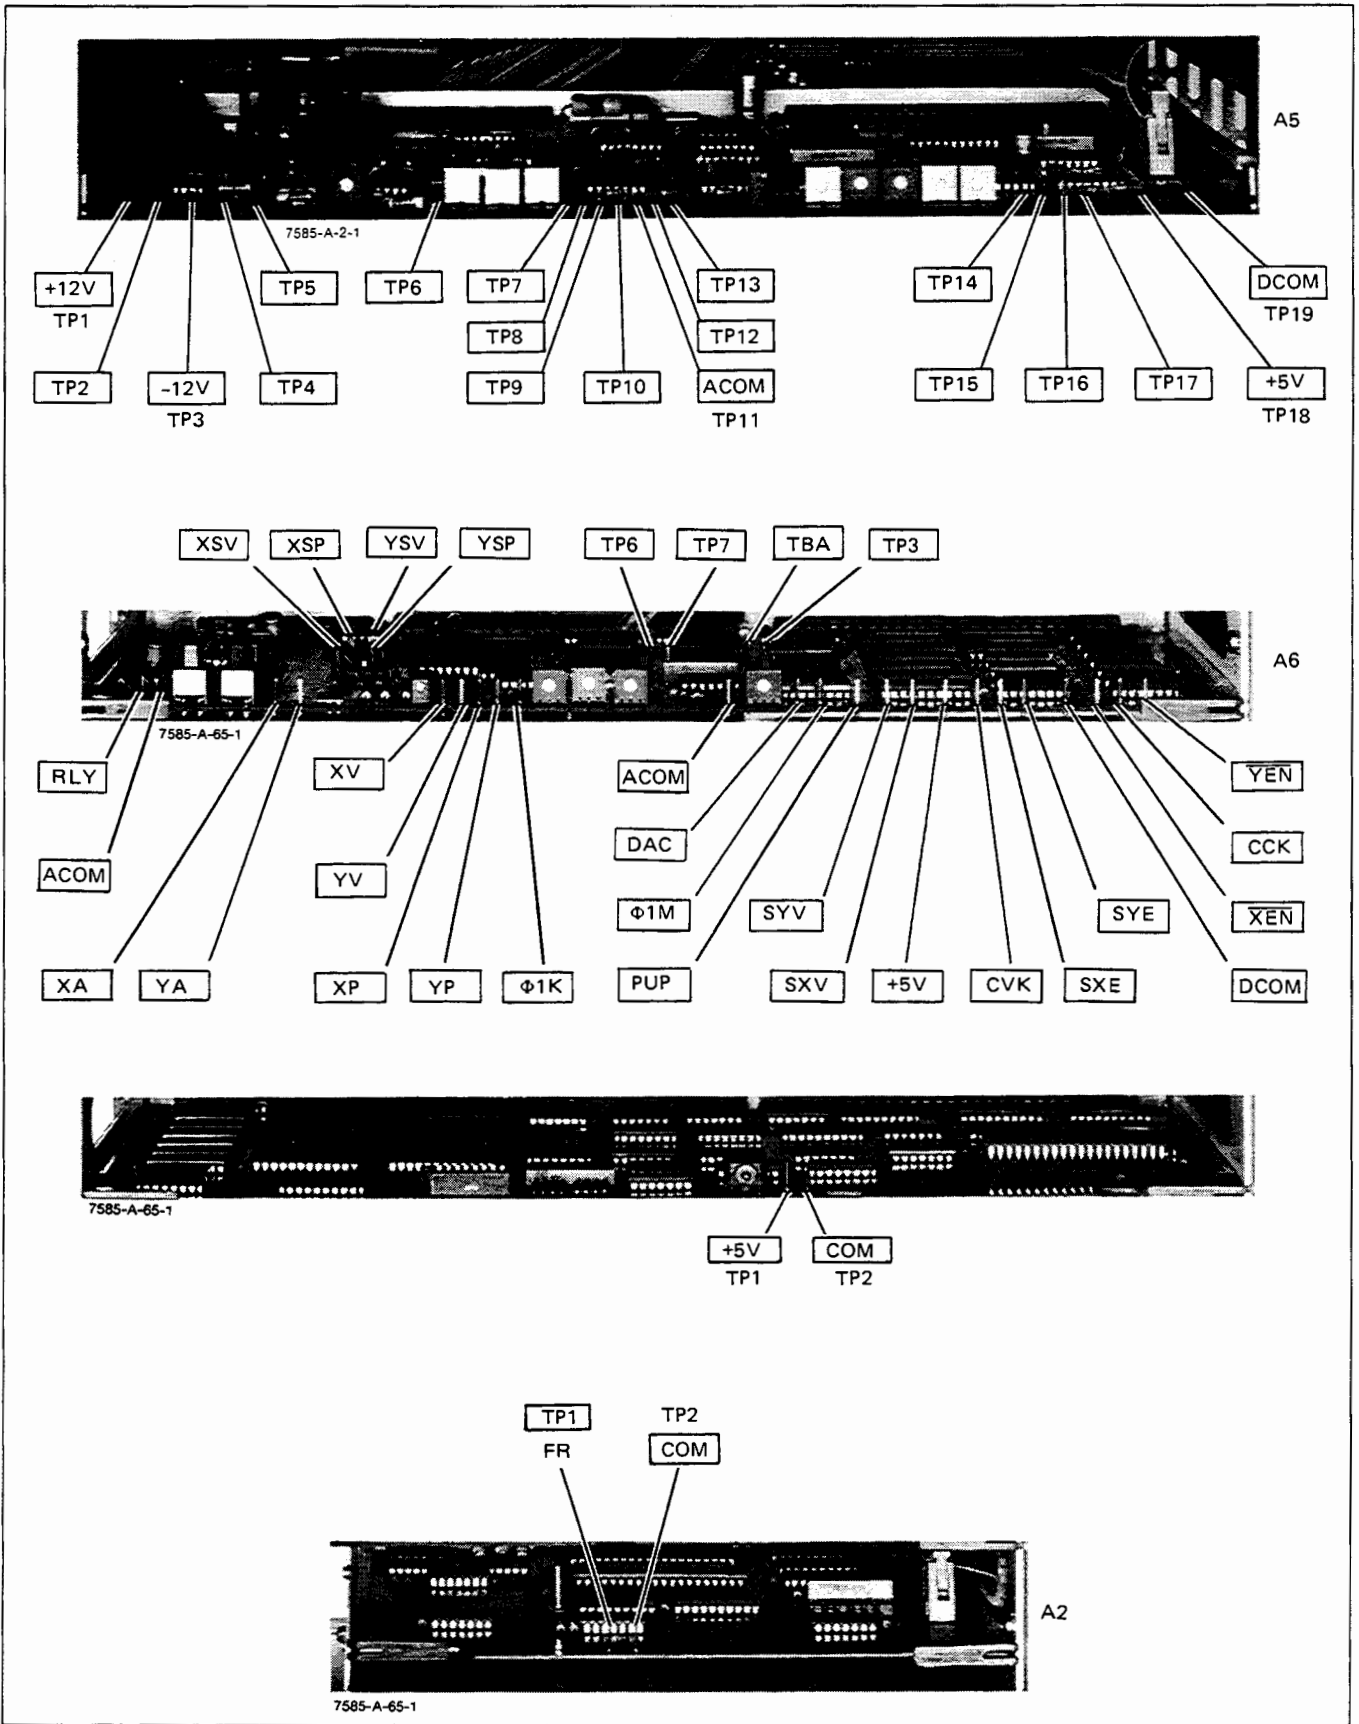 A5
7585-A-2-1
+12V
TP1
TP2
-12V
TP3
TP4
TP5
TP6
TP7
TP8
TP9
TP10
TP13
TP12
ACOM
TP11
TP14
TP15
TP16
TP17
DCOM
TP19
+5V
TP18
XSV XSP YSV YSP TP6 TP7 TBA TP3
A6
7585-A-65-1
RLY
ACOM
XA
YA
XV
YV
XP
YP
Φ1K
ACOM
DAC
Φ1M
PUP
SYV
SXV
+5V
CVK
SXE
SYE
Y̅E̅N̅
CCK
X̅E̅N̅
DCOM
7585-A-65-1
+5V
TP1
COM
TP2
TP1
FR
TP2
COM
A2
7585-A-65-1